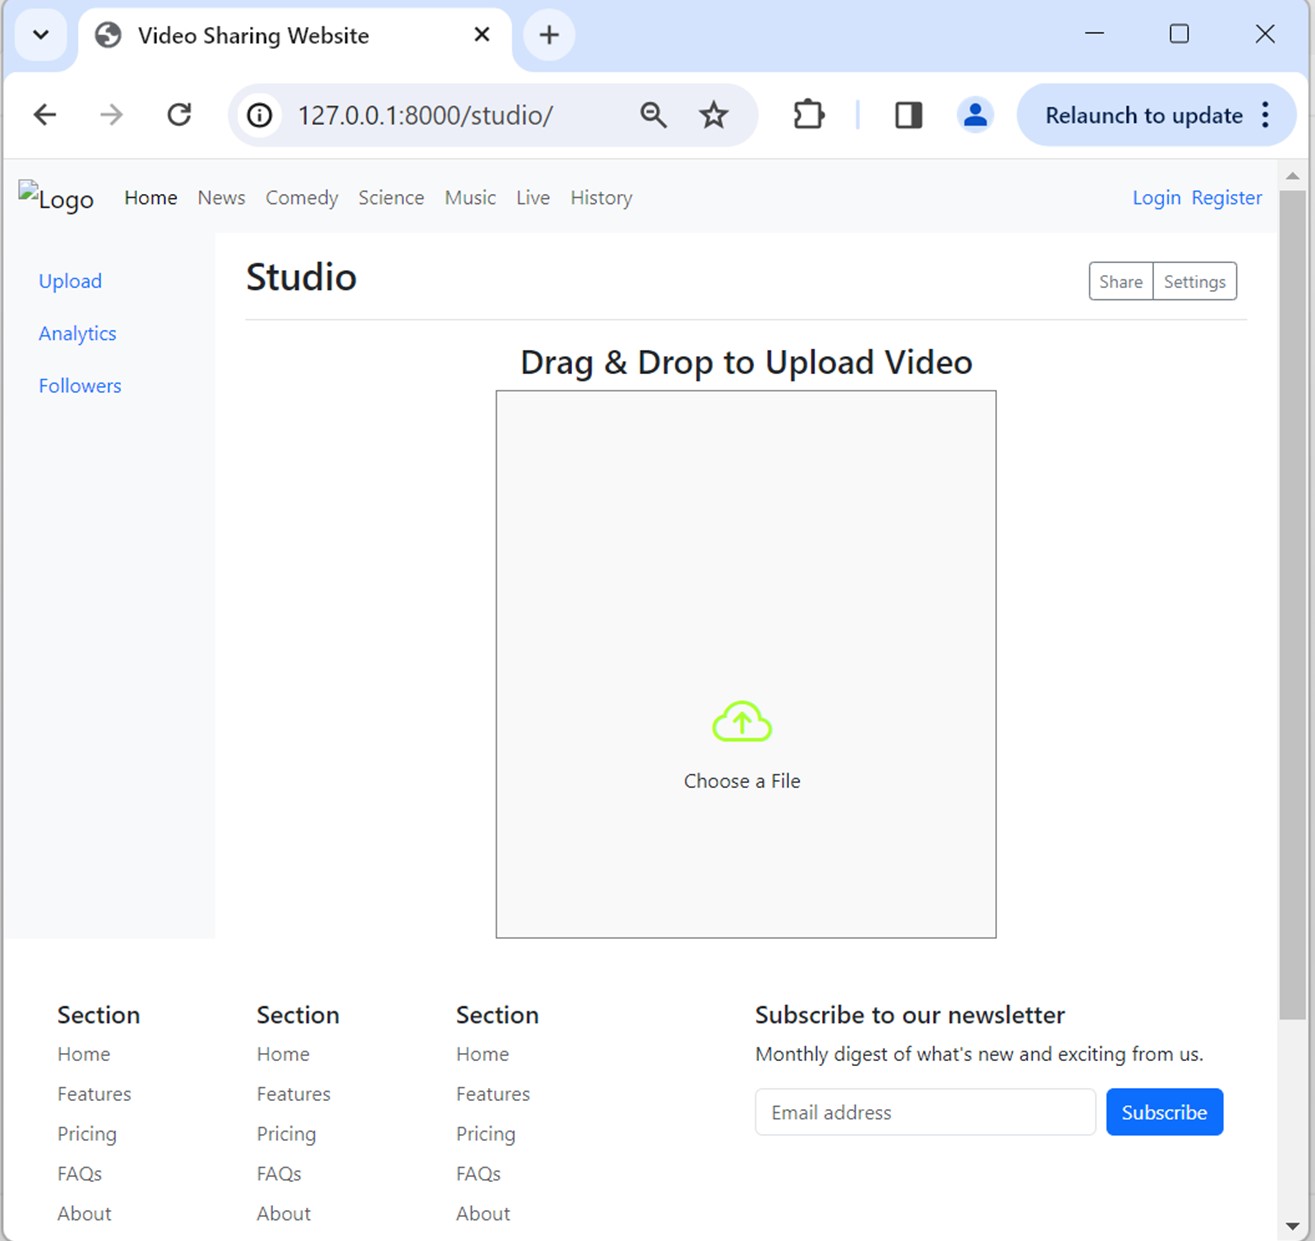 Video Sharing Website
127.0.0.1:8000/studio/
Relaunch to update
Logo Home News Comedy Science Music Live History Login Register
Upload
Analytics
Followers
Studio
Share Settings
Drag & Drop to Upload Video
Choose a File
Section
Home
Features
Pricing
FAQs
About
Section
Home
Features
Pricing
FAQs
About
Section
Home
Features
Pricing
FAQs
About
Subscribe to our newsletter
Monthly digest of what's new and exciting from us.
Email address Subscribe